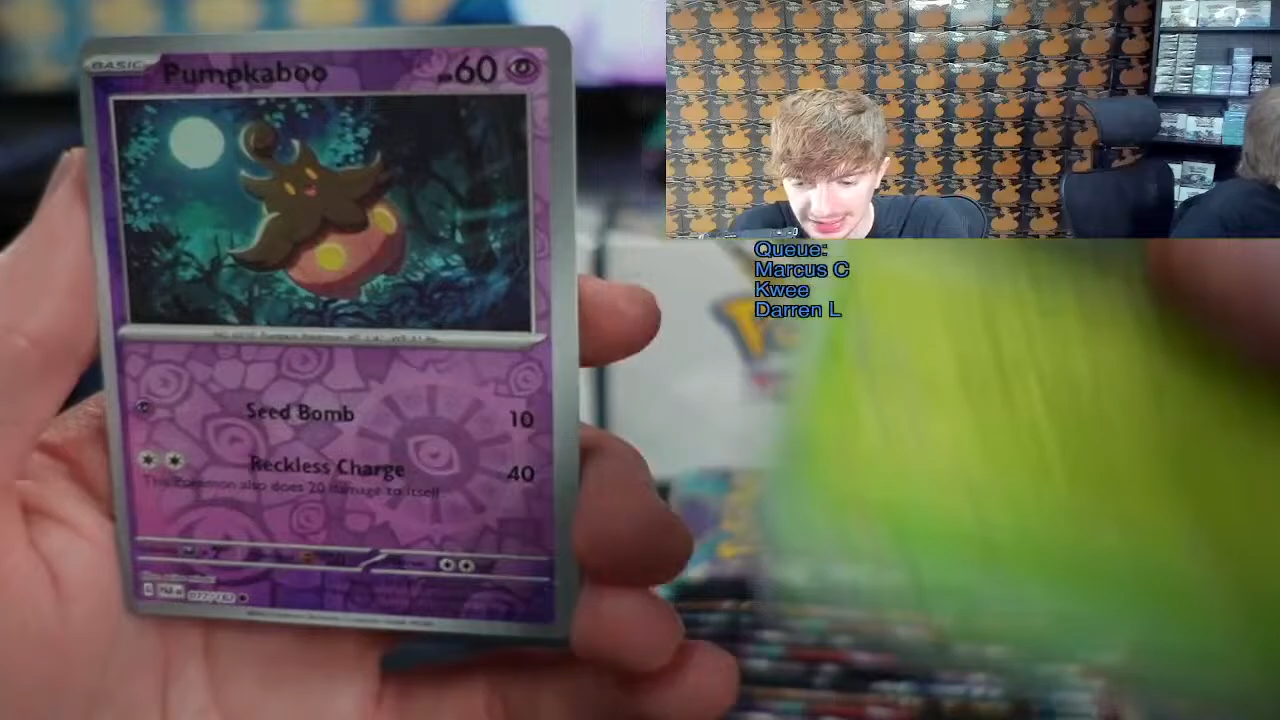 BASIC
Pumpkaboo
60
Seed Bomb 10
Reckless Charge 40
This Pokémon also does 20 damage to itself
Queue:
Marcus C
Kwee
Darren L